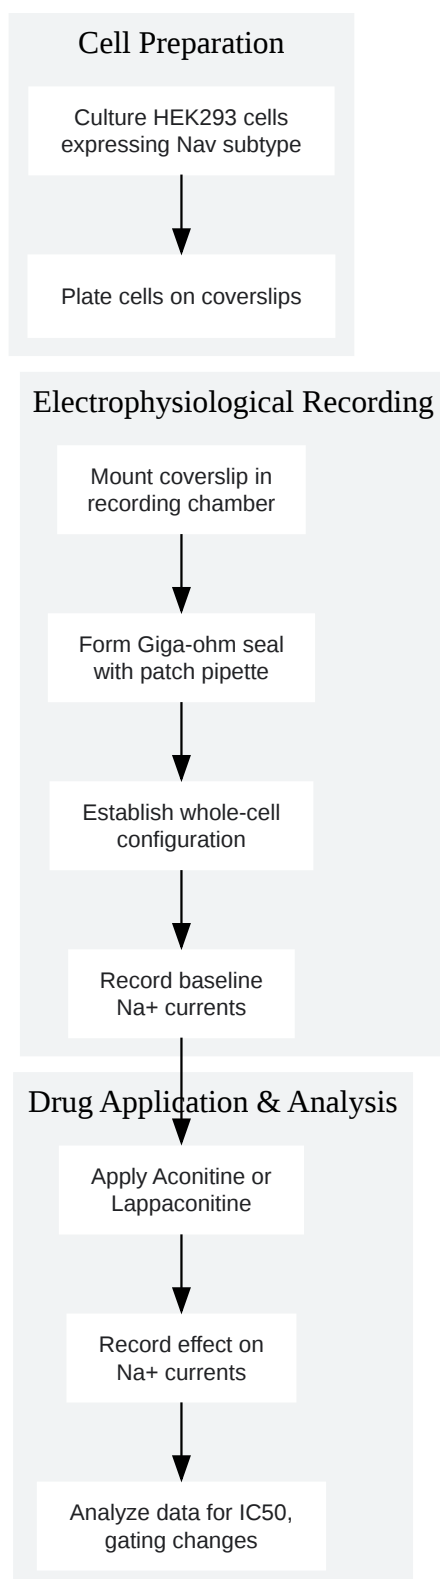 Cell Preparation
Culture HEK293 cells
expressing Nav subtype
Plate cells on coverslips
Electrophysiological Recording
Mount coverslip in
recording chamber
Form Giga-ohm seal
with patch pipette
Establish whole-cell
configuration
Record baseline
Na+ currents
Drug Application & Analysis
Apply Aconitine or
Lappaconitine
Record effect on
Na+ currents
Analyze data for IC50,
gating changes